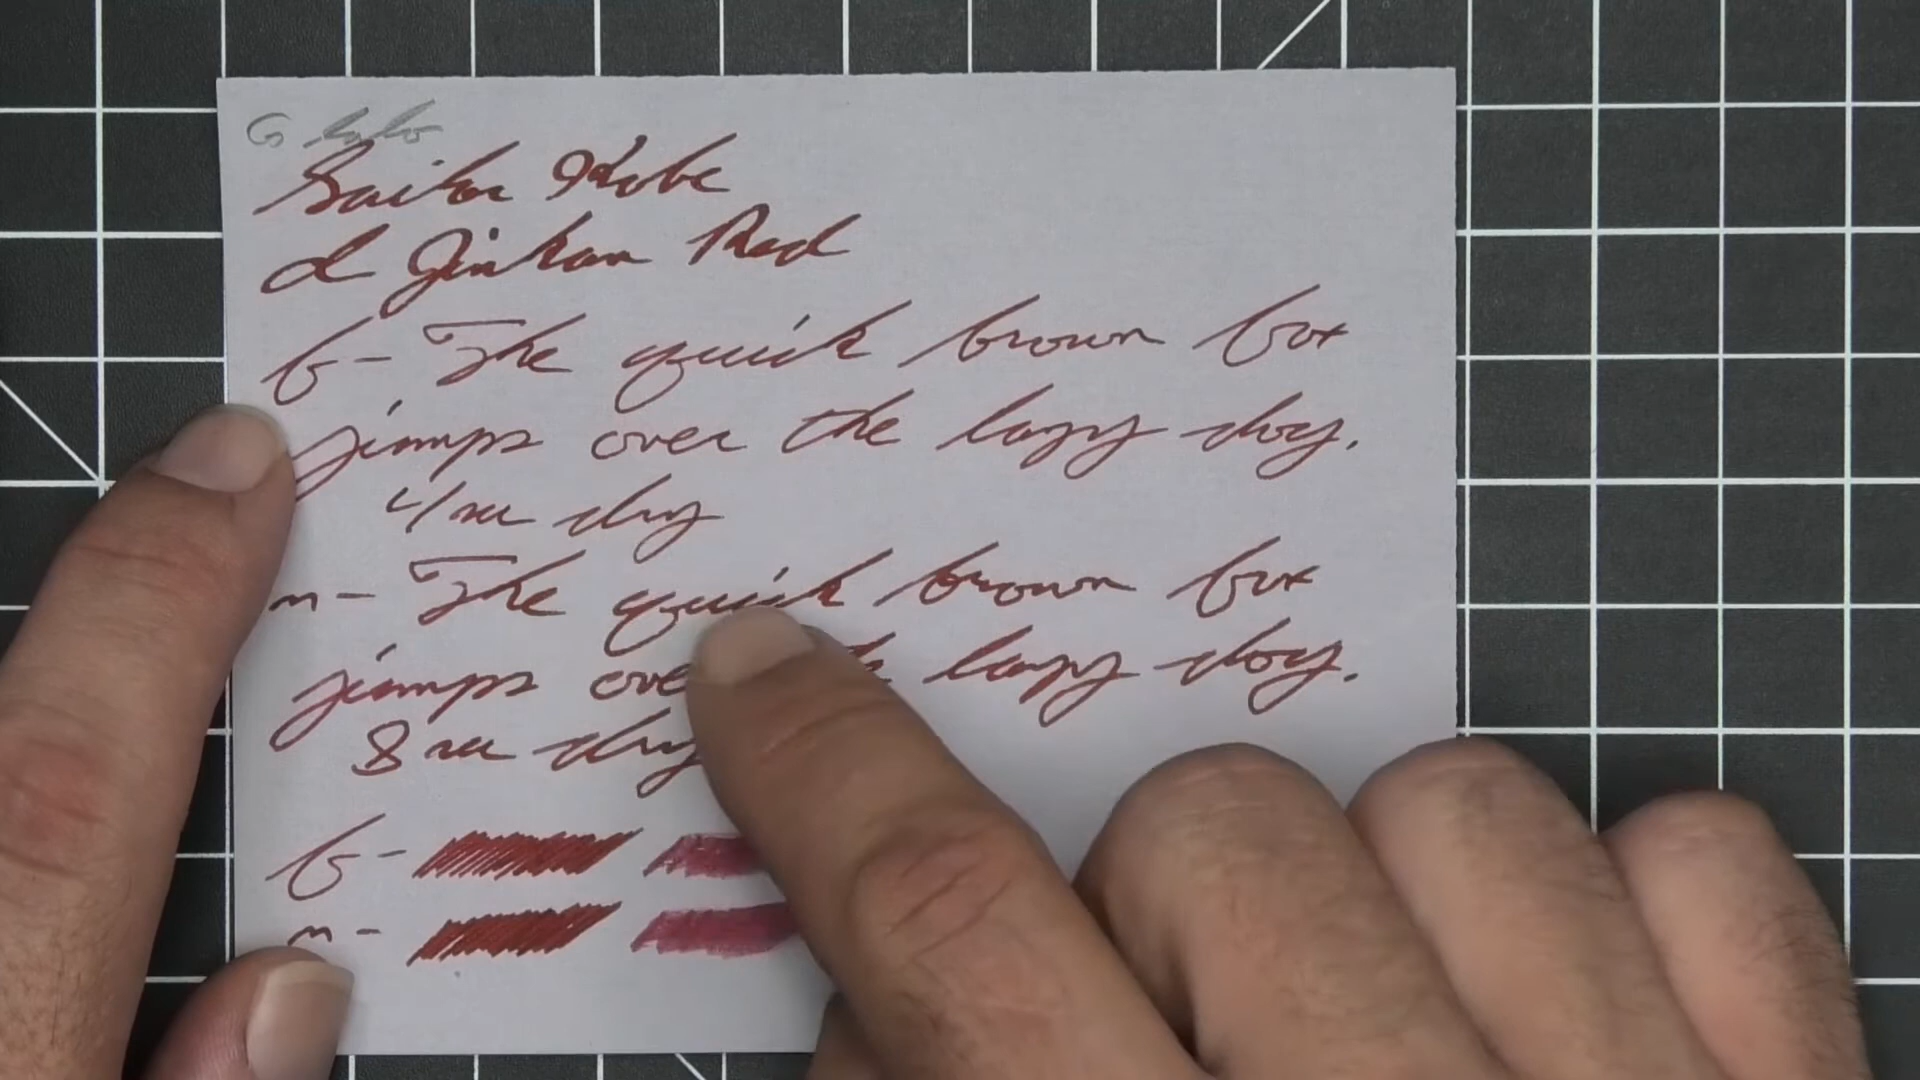 G. Lalo
Sailor Kobe
d Jinkan Red
f - The quick brown fox
jumps over the lazy dog.
4 sec dry
m - The quick brown fox
jumps over lazy dog.
8 sec dry
f -
m -